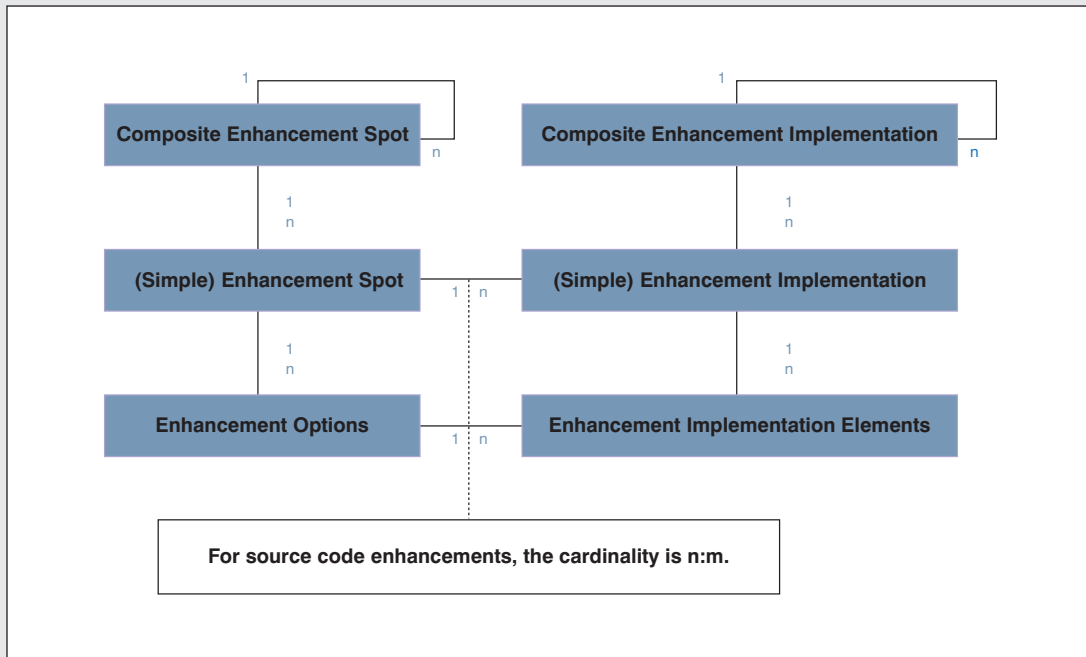 1 1
Composite Enhancement Spot Composite Enhancement Implementation
n n
1 1
n n
(Simple) Enhancement Spot (Simple) Enhancement Implementation
1 n
1 1
n n
Enhancement Options Enhancement Implementation Elements
1 n
For source code enhancements, the cardinality is n:m.